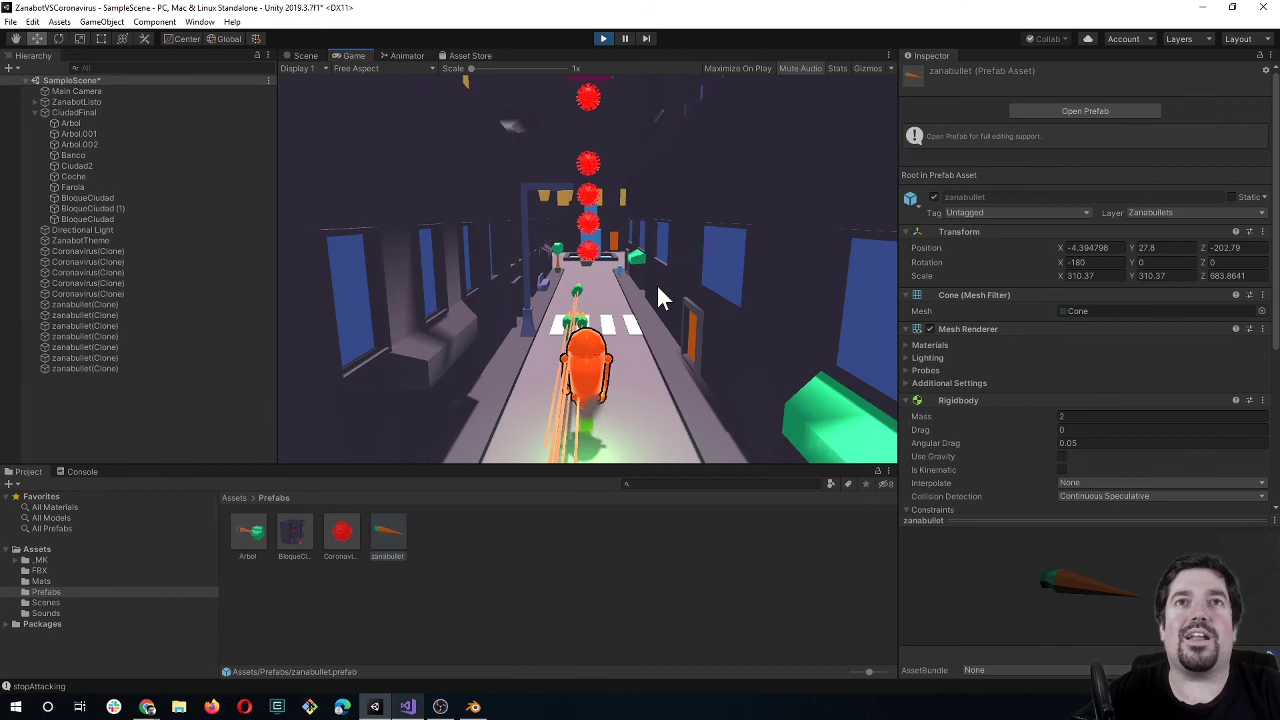 ZanabotVSCoronavirus - SampleScene - PC, Mac & Linux Standalone - Unity 2019.3.7f1* <DX11>
File Edit Assets GameObject Component Window Help
Center Global Collab Account Layers Layout
Hierarchy
All
SampleScene*
Main Camera
ZanabotListo
CiudadFinal
Arbol
Arbol.001
Arbol.002
Banco
Ciudad2
Coche
Farola
BloqueCiudad
BloqueCiudad (1)
BloqueCiudad
Directional Light
ZanabotTheme
Coronavirus(Clone)
Coronavirus(Clone)
Coronavirus(Clone)
Coronavirus(Clone)
Coronavirus(Clone)
zanabullet(Clone)
zanabullet(Clone)
zanabullet(Clone)
zanabullet(Clone)
zanabullet(Clone)
zanabullet(Clone)
zanabullet(Clone)
Scene Game Animator Asset Store
Display 1 Free Aspect Scale 1x Maximize On Play Mute Audio Stats Gizmos
Inspector
zanabullet (Prefab Asset)
Open Prefab
Open Prefab for full editing support.
Root in Prefab Asset
zanabullet Static
Tag Untagged Layer Zanabullets
Transform
Position X -4.394798 Y 27.8 Z -202.79
Rotation X -180 Y 0 Z 0
Scale X 310.37 Y 310.37 Z 683.8641
Cone (Mesh Filter)
Mesh Cone
Mesh Renderer
Materials
Lighting
Probes
Additional Settings
Rigidbody
Mass 2
Drag 0
Angular Drag 0.05
Use Gravity
Is Kinematic
Interpolate None
Collision Detection Continuous Speculative
Constraints
zanabullet
AssetBundle None
Project Console
8
Favorites
All Materials
All Models
All Prefabs
Assets
_MK
FBX
Mats
Prefabs
Scenes
Sounds
Packages
Assets > Prefabs
Arbol BloqueCi... Coronavi... zanabullet
Assets/Prefabs/zanabullet.prefab
stopAttacking